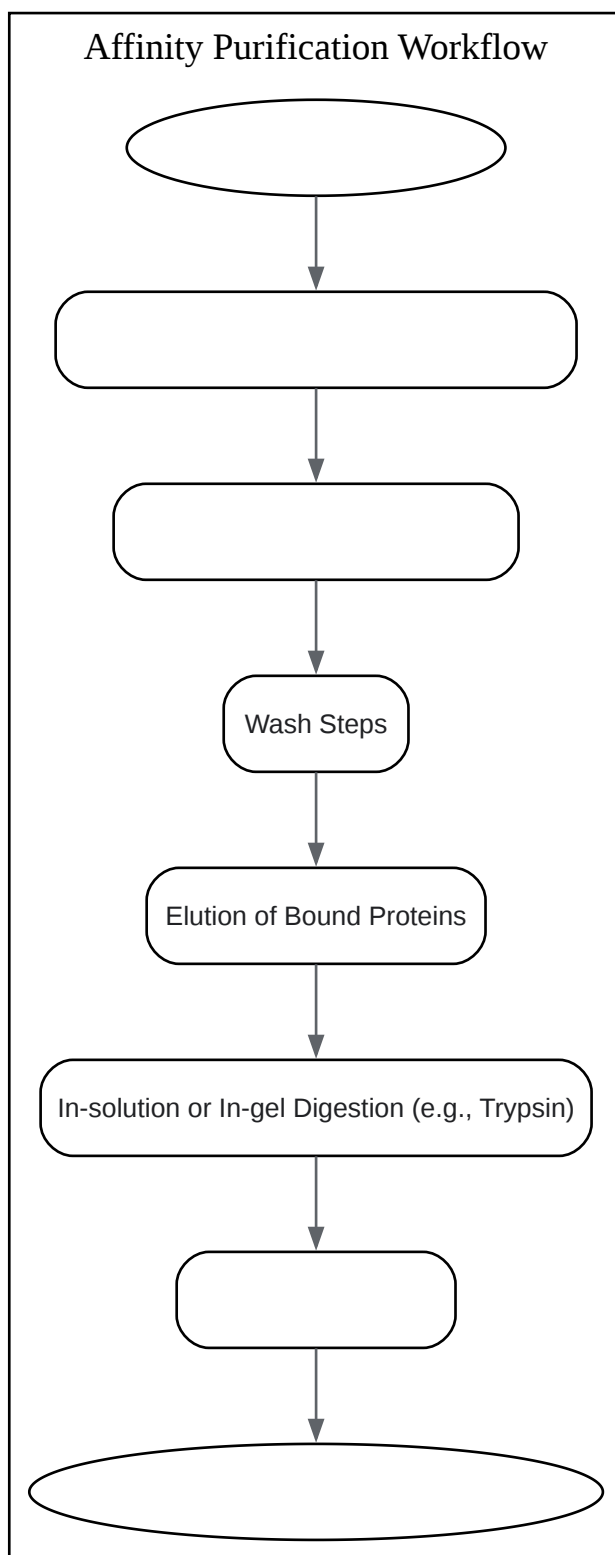 Affinity Purification Workflow
Wash Steps
Elution of Bound Proteins
In-solution or In-gel Digestion (e.g., Trypsin)